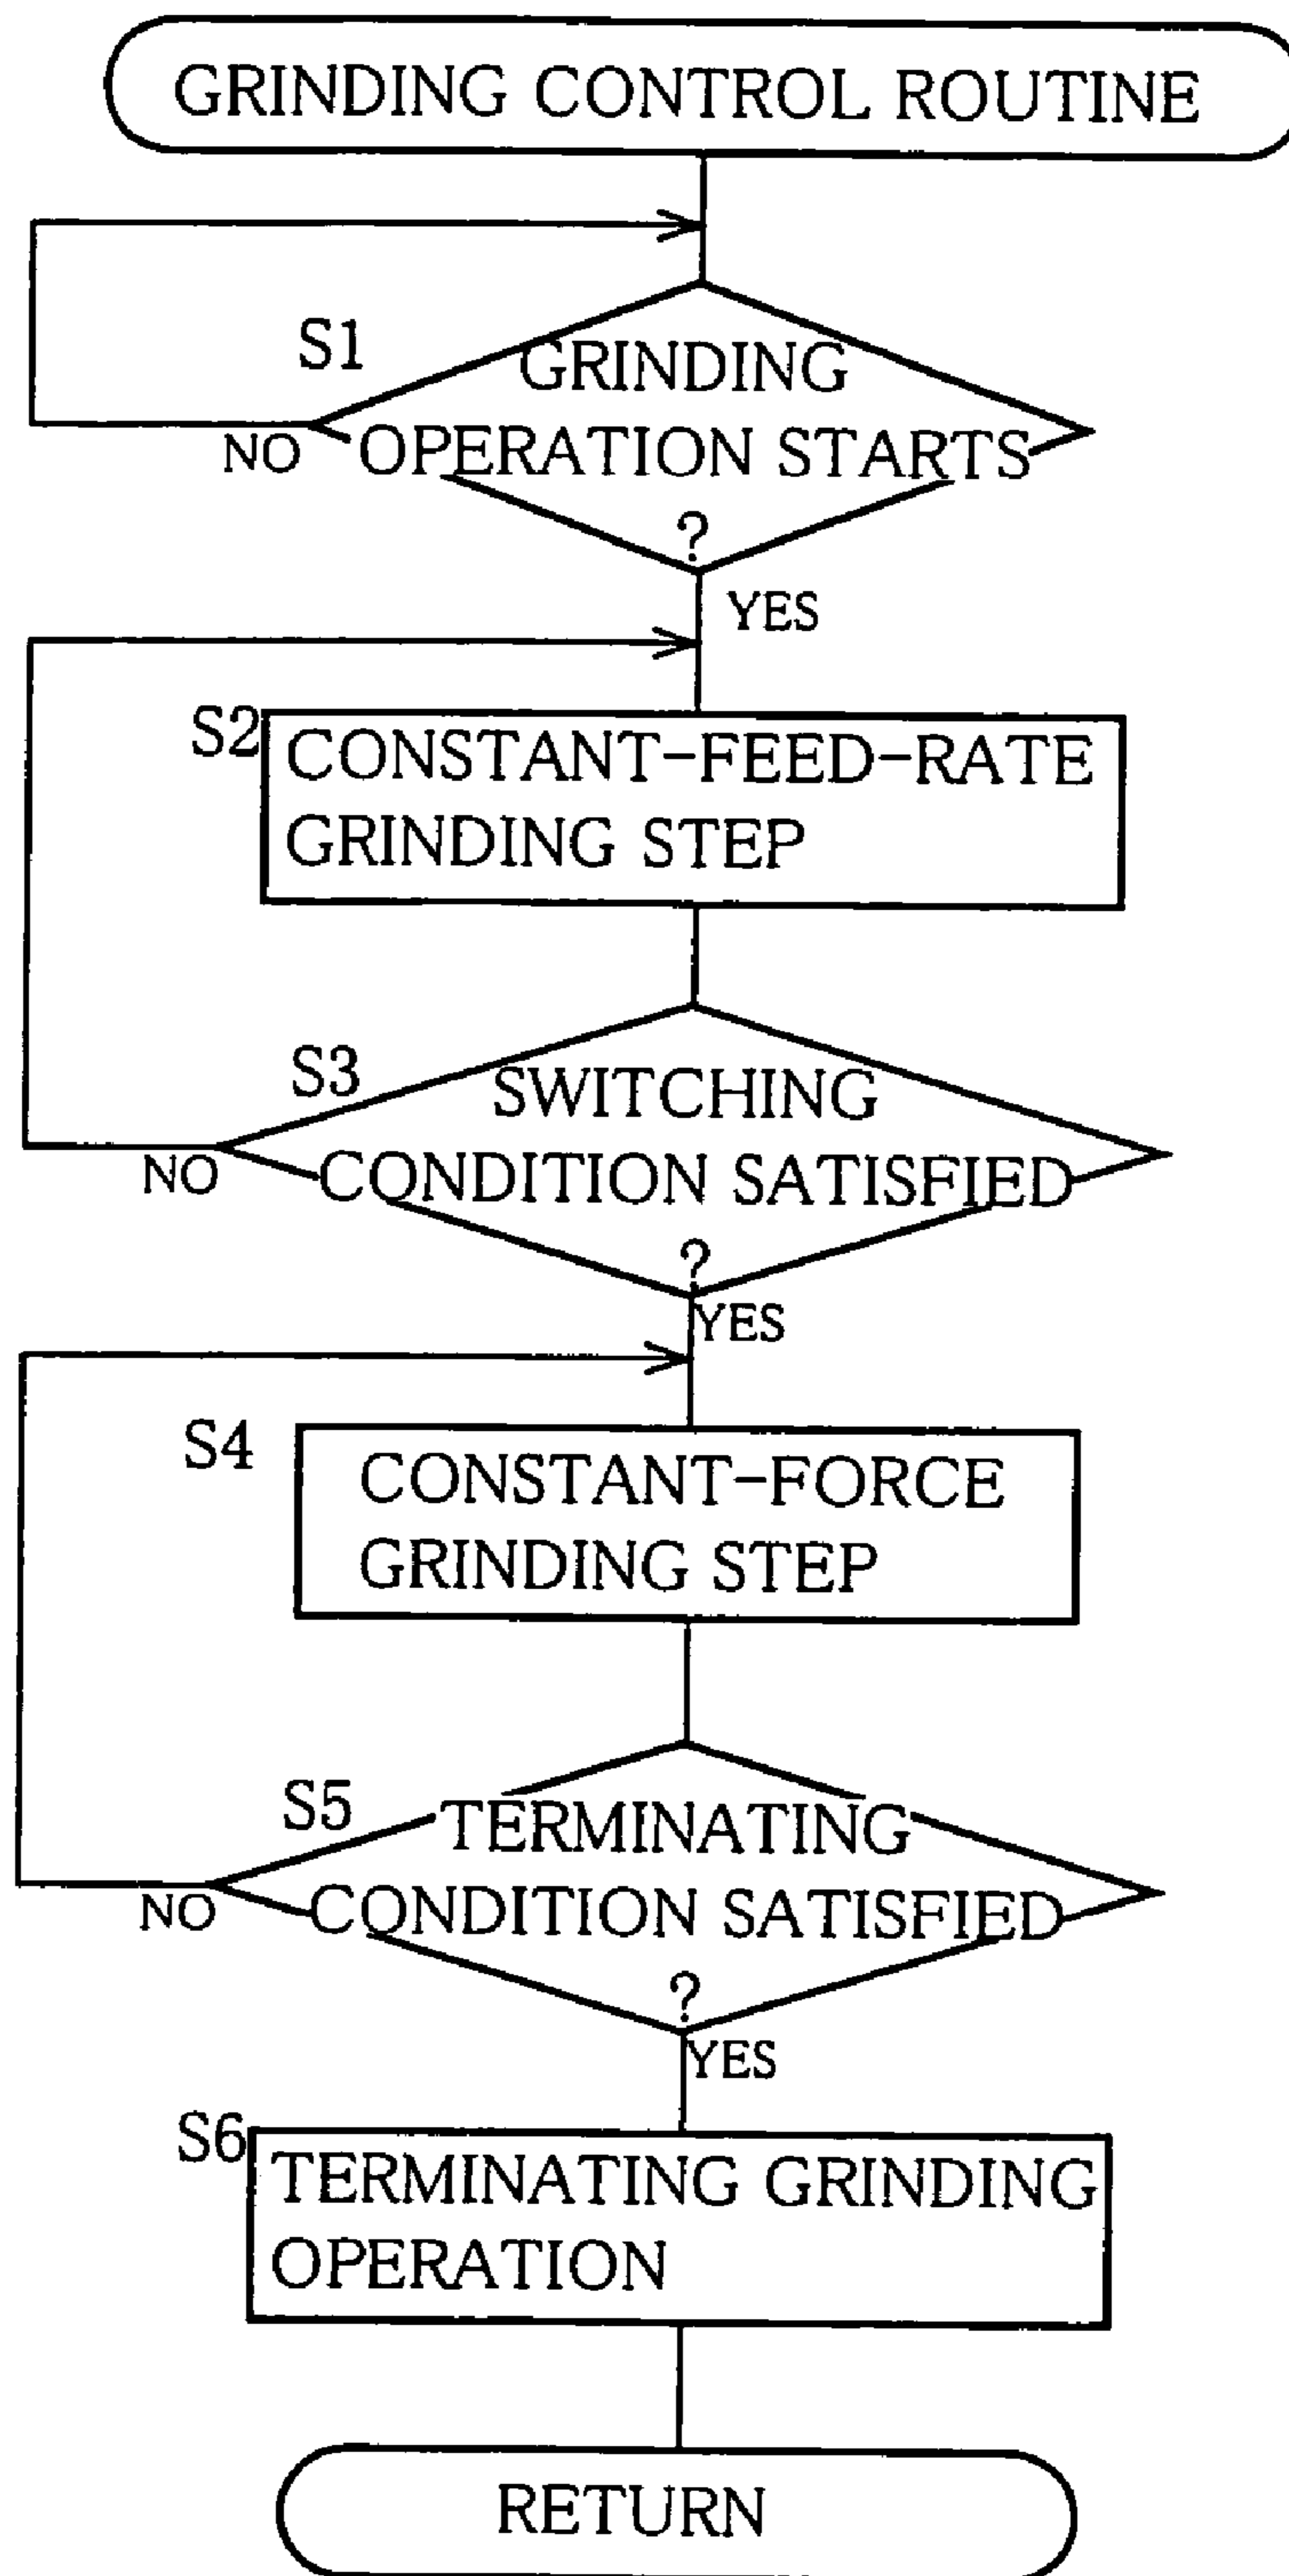 GRINDING CONTROL ROUTINE
S1
GRINDING
OPERATION STARTS
?
NO
YES
S2
CONSTANT-FEED-RATE
GRINDING STEP
S3
SWITCHING
CONDITION SATISFIED
?
NO
YES
S4
CONSTANT-FORCE
GRINDING STEP
S5
TERMINATING
CONDITION SATISFIED
?
NO
YES
S6
TERMINATING GRINDING
OPERATION
RETURN